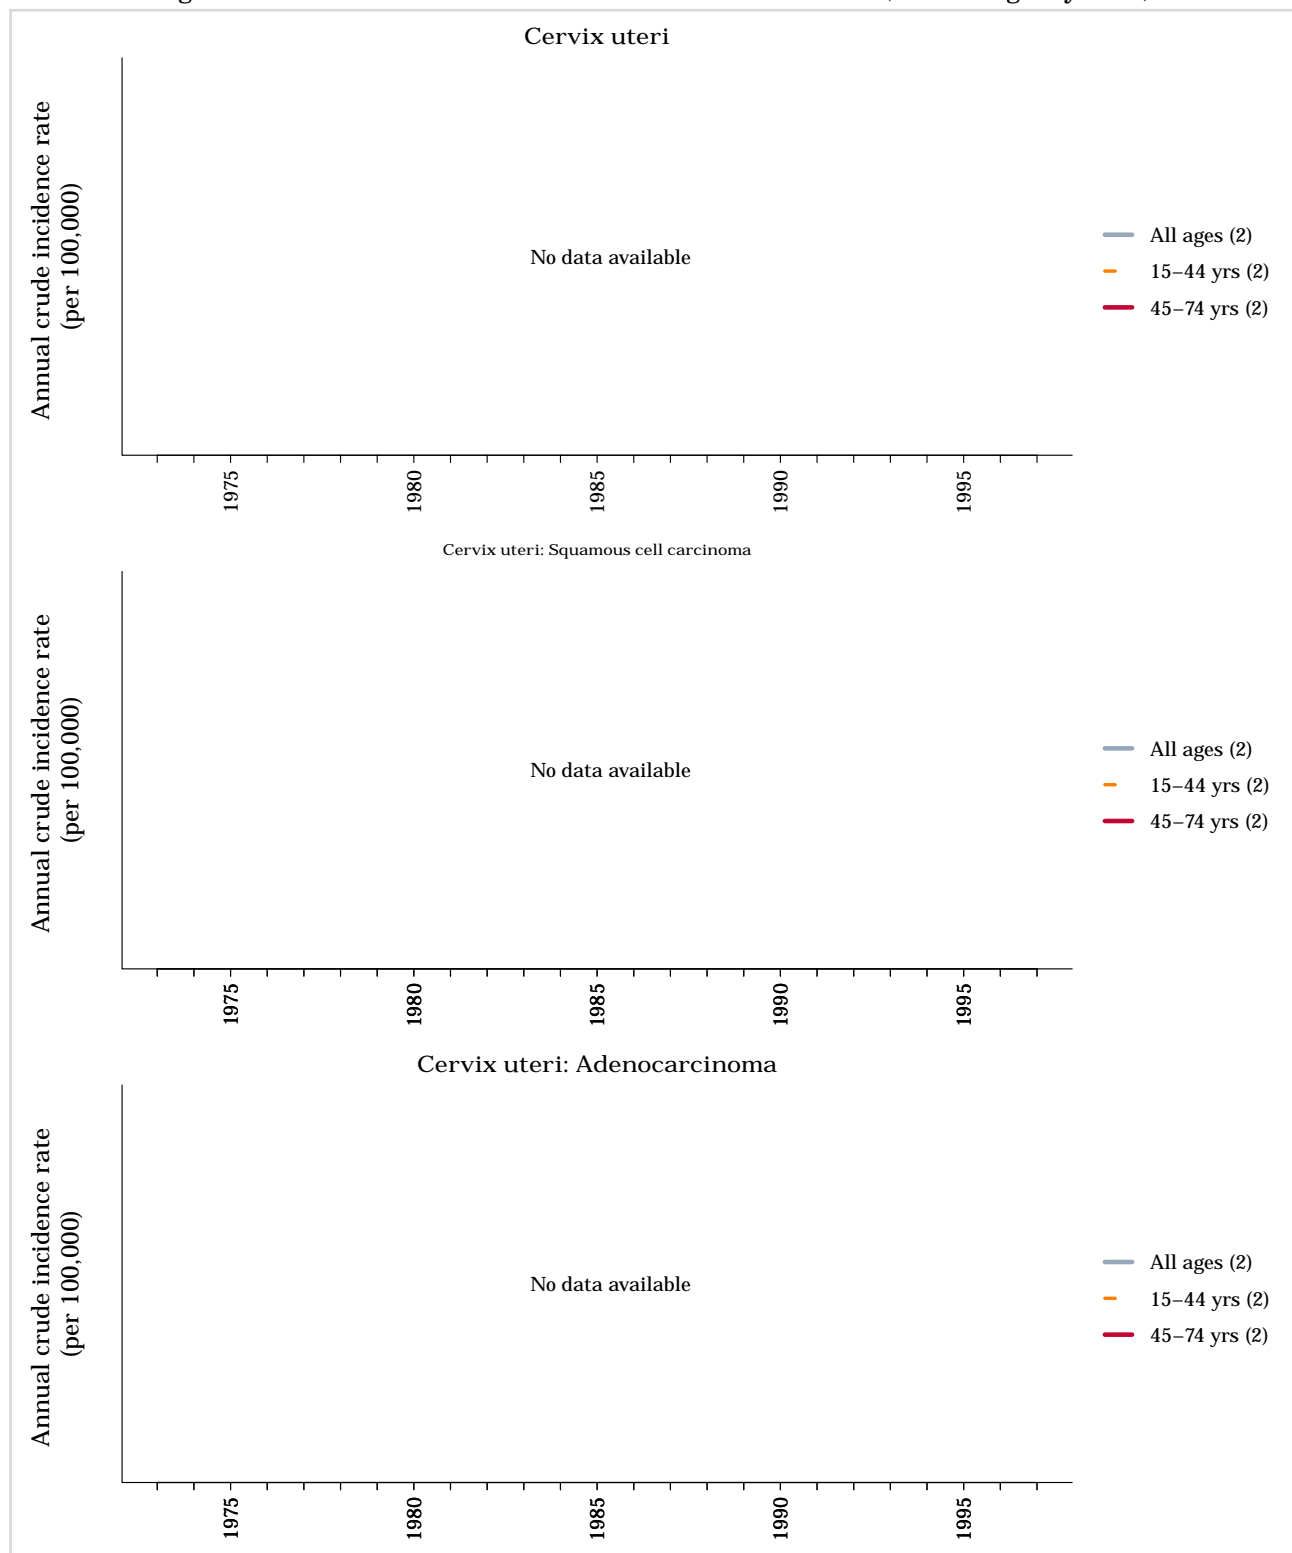 Cervix uteri
Annual crude incidence rate
(per 100,000)
No data available
All ages (2)
15–44 yrs (2)
45–74 yrs (2)
1975
1980
1985
1990
1995
Cervix uteri: Squamous cell carcinoma
Annual crude incidence rate
(per 100,000)
No data available
All ages (2)
15–44 yrs (2)
45–74 yrs (2)
1975
1980
1985
1990
1995
Cervix uteri: Adenocarcinoma
Annual crude incidence rate
(per 100,000)
No data available
All ages (2)
15–44 yrs (2)
45–74 yrs (2)
1975
1980
1985
1990
1995